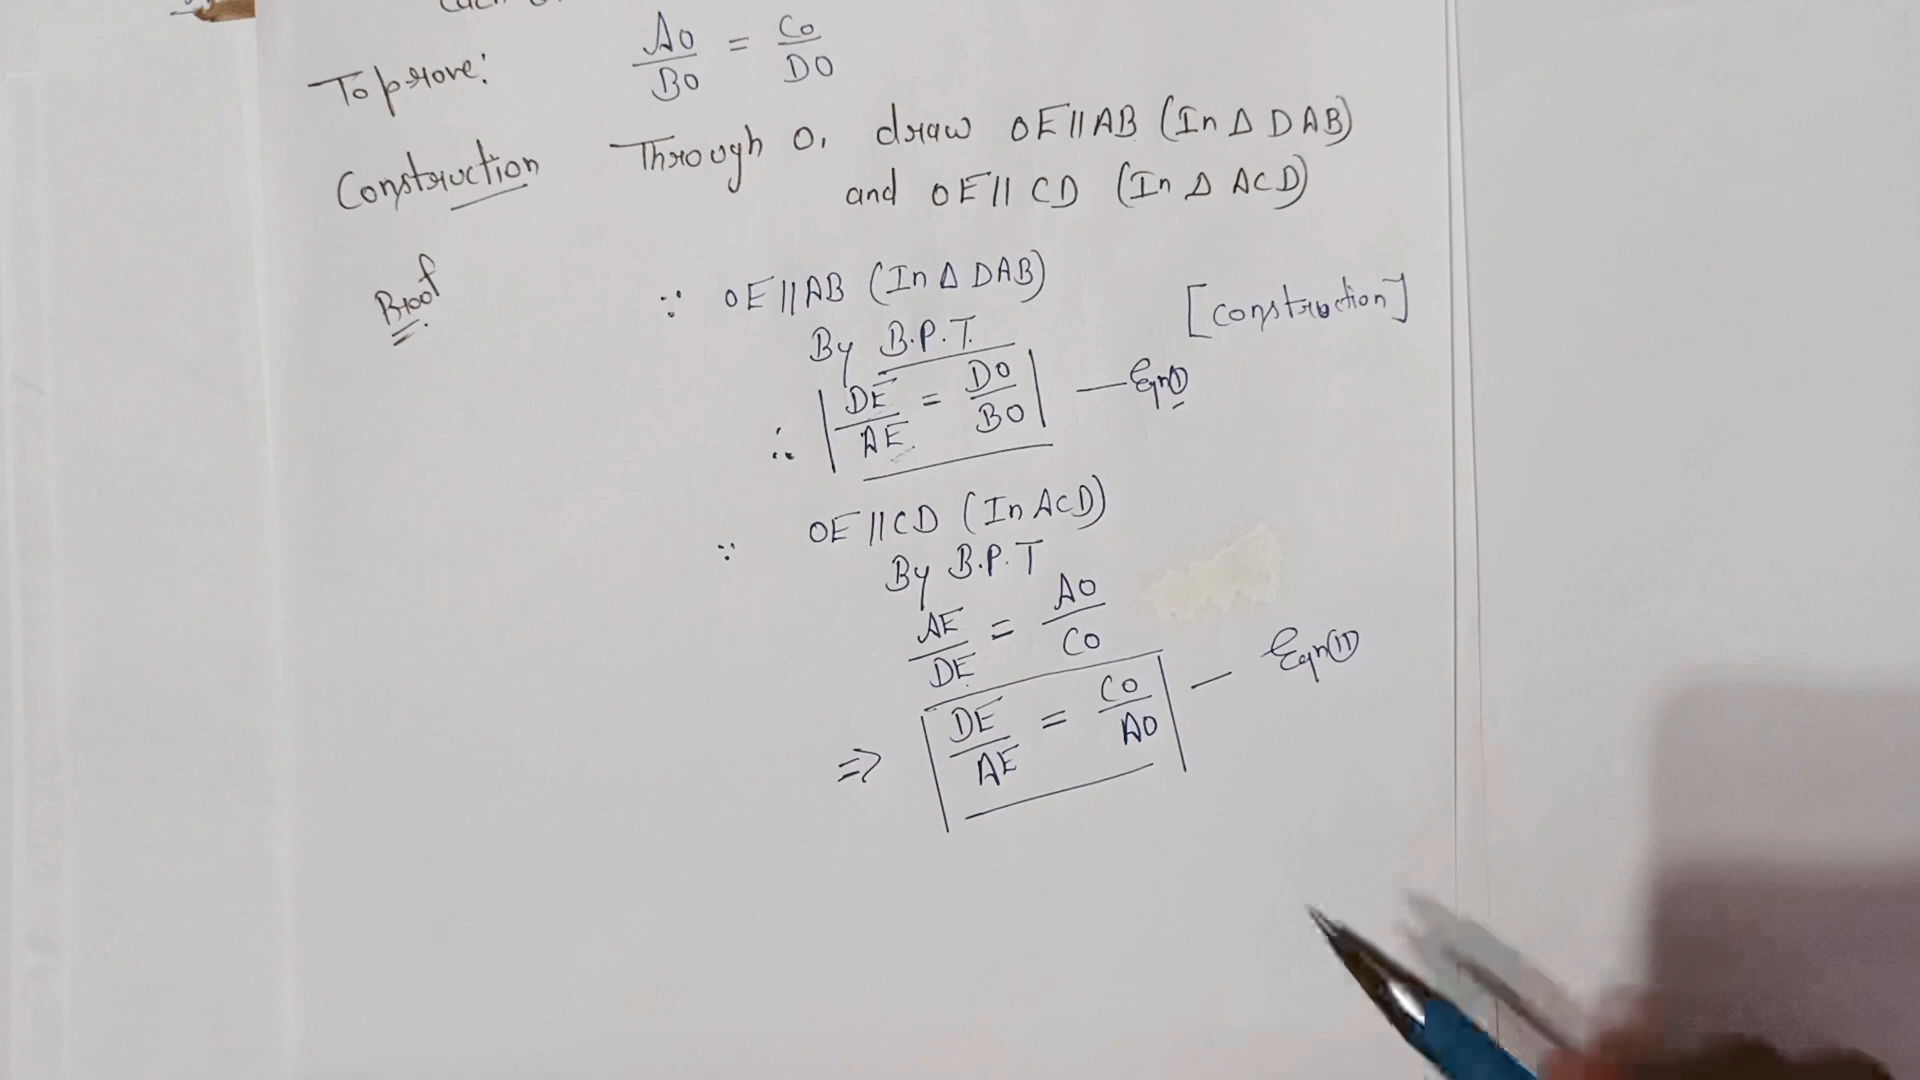 To prove: AO/BO = CO/DO
Construction Through O, draw OE||AB (In Δ DAB)
and OE|| CD (In Δ ACD)
Proof ∵ OE||AB (In Δ DAB) [construction]
By B.P.T.
∴ DE/AE = DO/BO — Eqn(I)
∵ OE||CD (In ACD)
By B.P.T
AE/DE = AO/CO
⇒ DE/AE = CO/AO — Eqn(II)